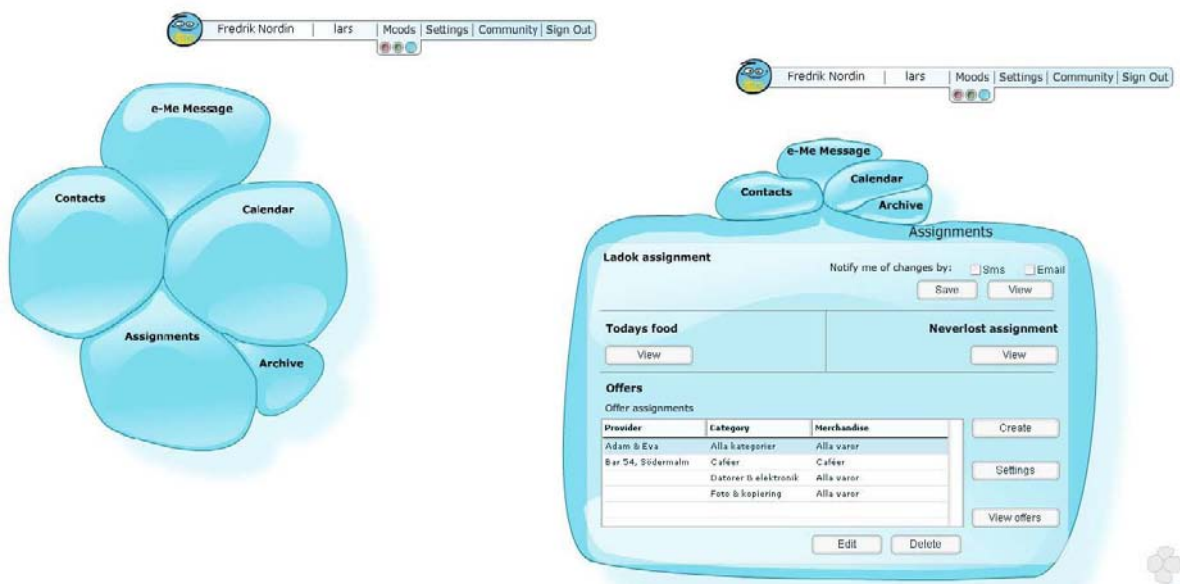 Fredrik Nordin | lars | Moods | Settings | Community | Sign Out
e-Me Message
Contacts
Calendar
Assignments
Archive
Fredrik Nordin | lars | Moods | Settings | Community | Sign Out
e-Me Message
Calendar
Contacts
Archive
Assignments
Ladok assignment
Notify me of changes by: Sms Email
Save View
Todays food Neverlost assignment
View View
Offers
Offer assignments
Provider Category Merchandise
Create
Adam & Eva Alla kategorier Alla varor
Bar 54, Södermalm Caféer Caféer
Settings
Datorer & elektronik Alla varor
Foto & kopiering Alla varor
View offers
Edit Delete